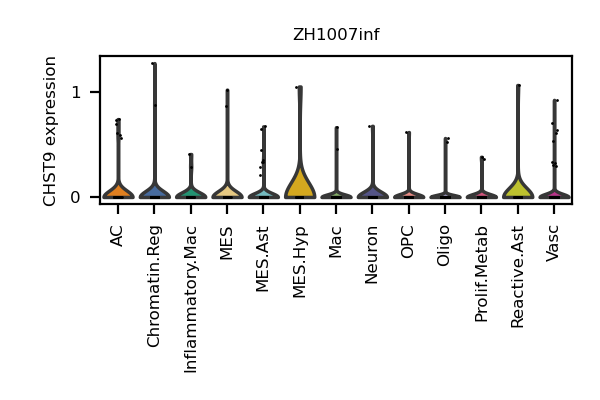 ZH1007inf
CHST9 expression
1
0
AC
Chromatin.Reg
Inflammatory.Mac
MES
MES.Ast
MES.Hyp
Mac
Neuron
OPC
Oligo
Prolif.Metab
Reactive.Ast
Vasc